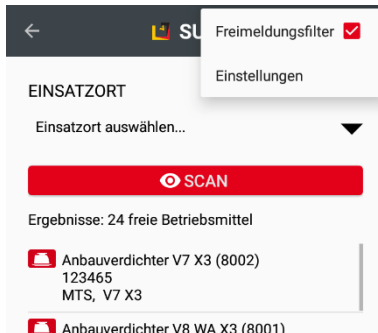 SU
Freimeldungsfilter
Einstellungen
EINSATZORT
Einsatzort auswählen...
SCAN
Ergebnisse: 24 freie Betriebsmittel
Anbauverdichter V7 X3 (8002)
123465
MTS, V7 X3
Anbauverdichter V8 WA X3 (8001)